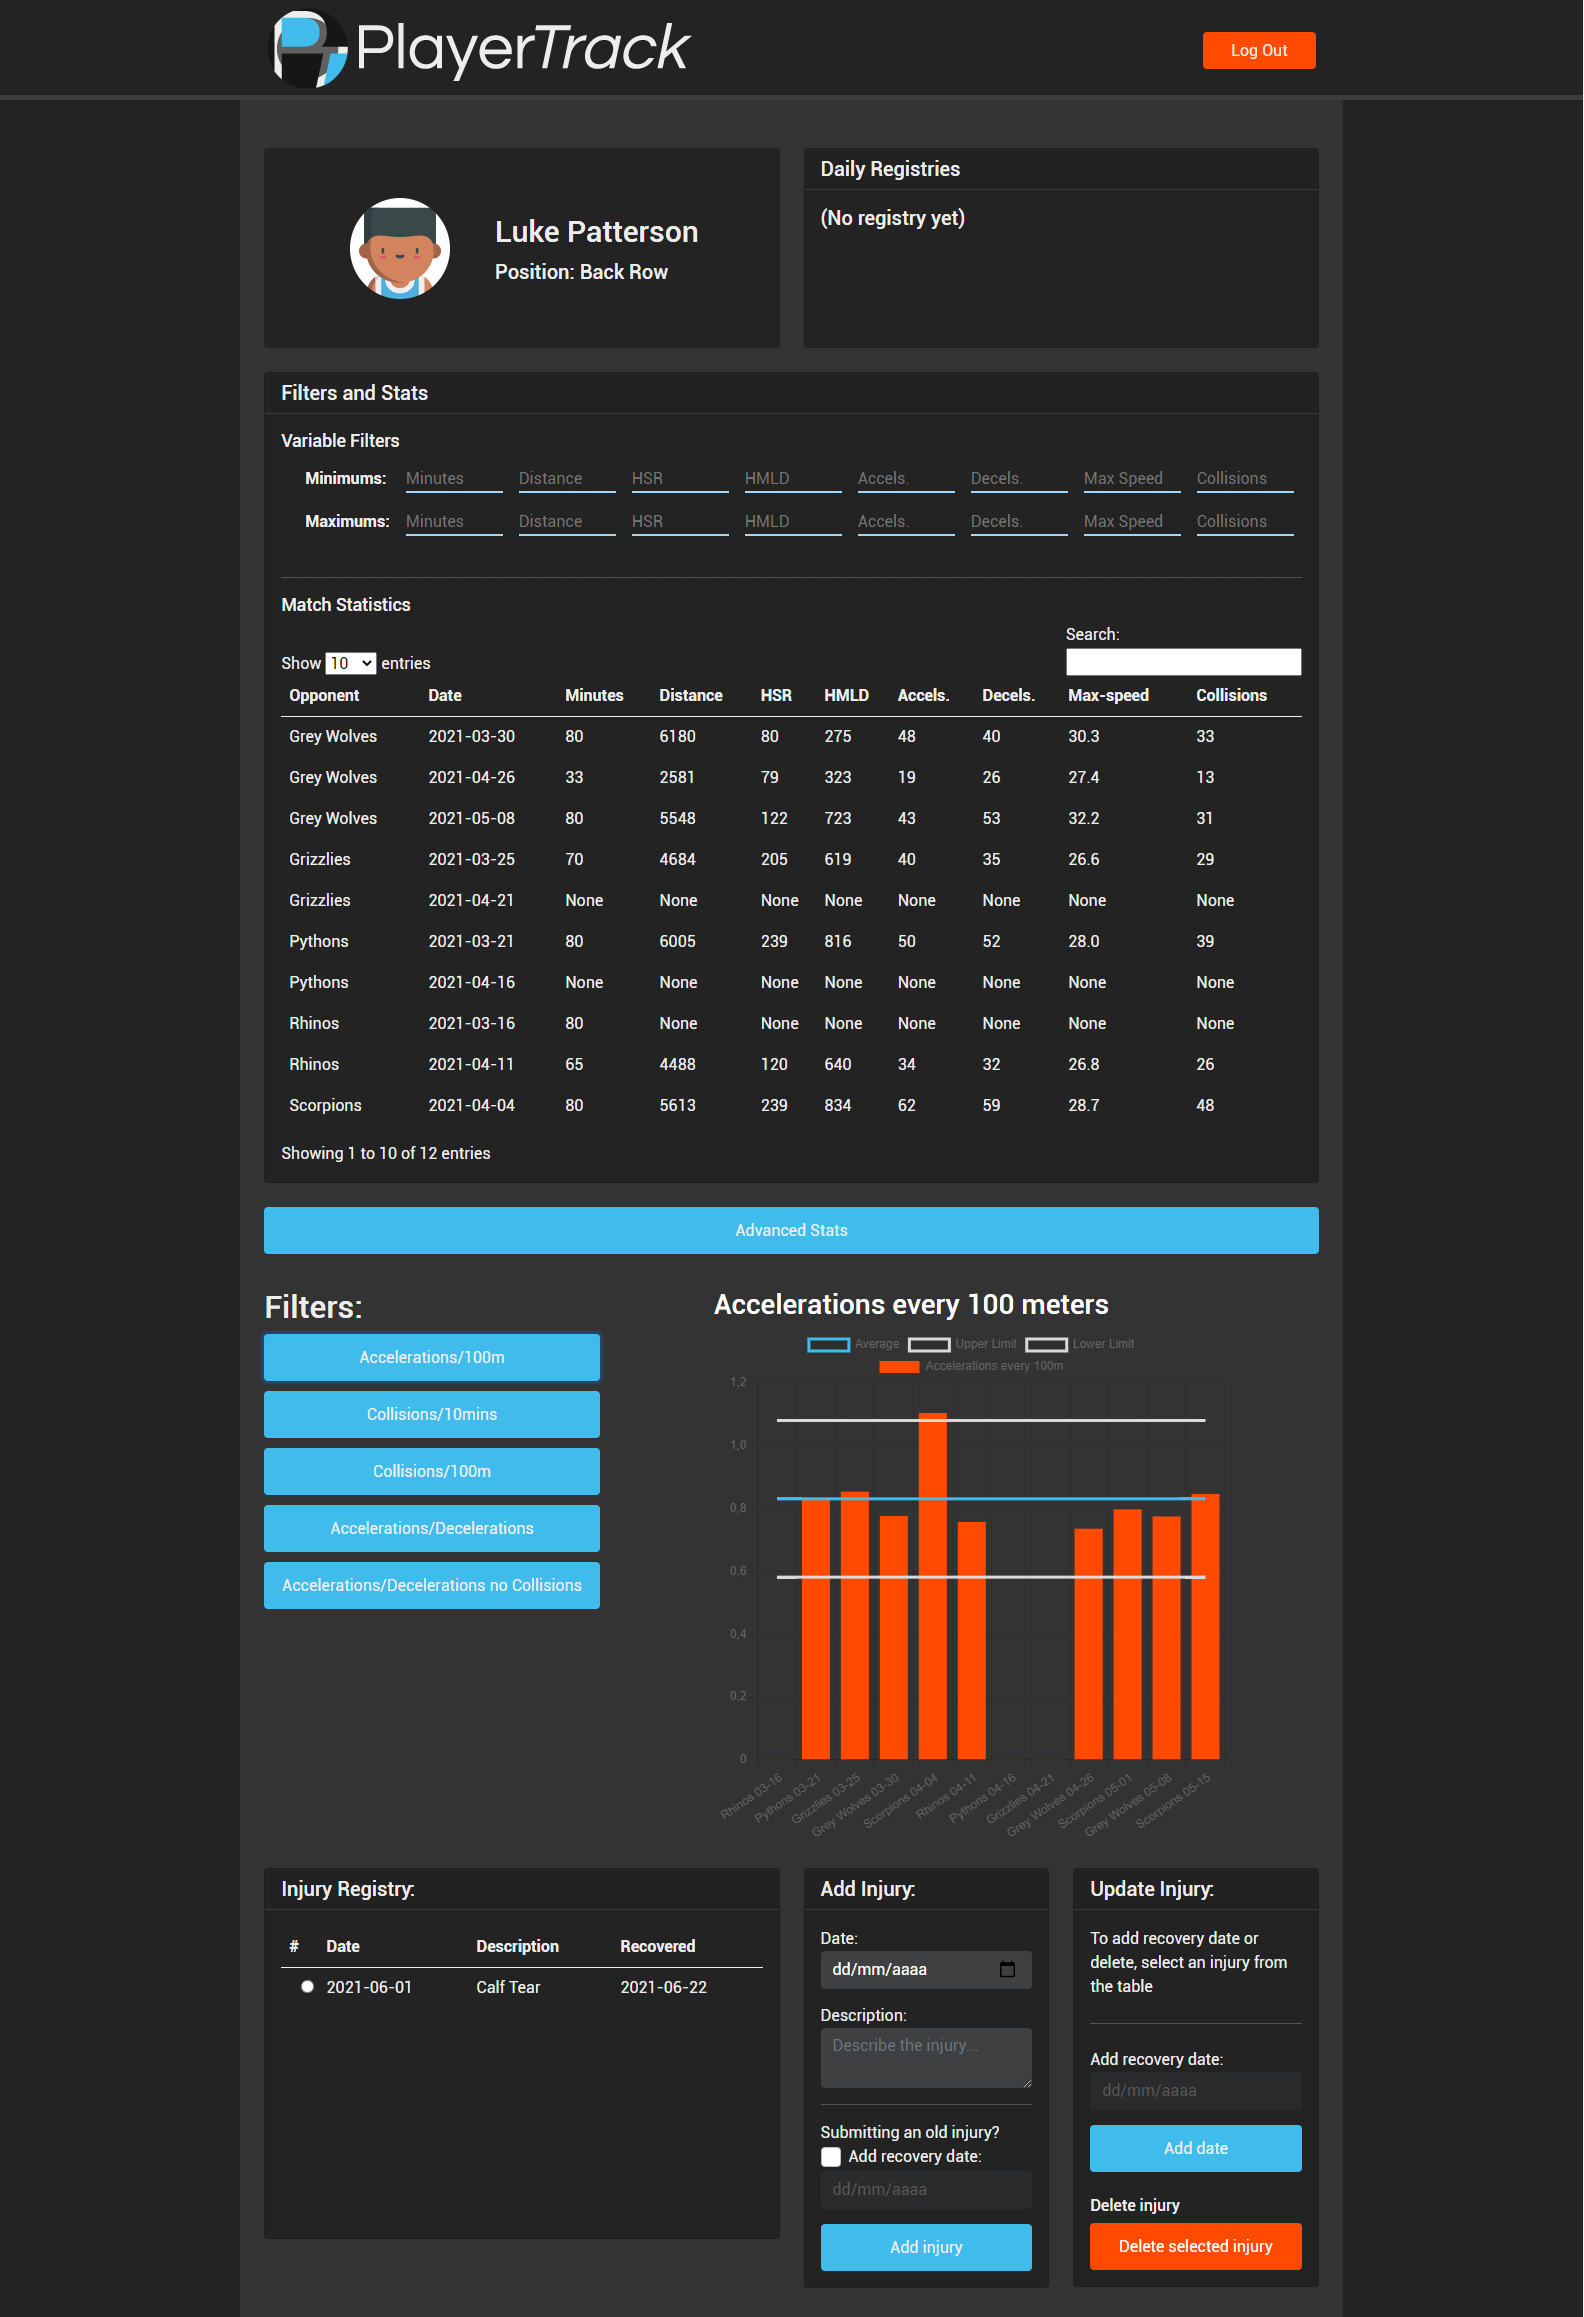 PlayerTrack
Log Out
Luke Patterson
Position: Back Row
Daily Registries
(No registry yet)
Filters and Stats
Variable Filters
Minimums: Minutes Distance HSR HMLD Accels. Decels. Max Speed Collisions
Maximums: Minutes Distance HSR HMLD Accels. Decels. Max Speed Collisions
Match Statistics
Search:
Show 10 entries
Opponent Date Minutes Distance HSR HMLD Accels. Decels. Max-speed Collisions
Grey Wolves 2021-03-30 80 6180 80 275 48 40 30.3 33
Grey Wolves 2021-04-26 33 2581 79 323 19 26 27.4 13
Grey Wolves 2021-05-08 80 5548 122 723 43 53 32.2 31
Grizzlies 2021-03-25 70 4684 205 619 40 35 26.6 29
Grizzlies 2021-04-21 None None None None None None None None
Pythons 2021-03-21 80 6005 239 816 50 52 28.0 39
Pythons 2021-04-16 None None None None None None None None
Rhinos 2021-03-16 80 None None None None None None None
Rhinos 2021-04-11 65 4488 120 640 34 32 26.8 26
Scorpions 2021-04-04 80 5613 239 834 62 59 28.7 48
Showing 1 to 10 of 12 entries
Advanced Stats
Filters:
Accelerations/100m
Collisions/10mins
Collisions/100m
Accelerations/Decelerations
Accelerations/Decelerations no Collisions
Accelerations every 100 meters
Average Upper Limit Lower Limit
Accelerations every 100m
1,2
1,0
0,8
0,6
0,4
0,2
0
Rhinos 03-16
Pythons 03-21
Grizzlies 03-25
Grey Wolves 03-30
Scorpions 04-04
Rhinos 04-11
Pythons 04-16
Grizzlies 04-21
Grey Wolves 04-26
Scorpions 05-01
Grey Wolves 05-08
Scorpions 05-15
Injury Registry:
# Date Description Recovered
2021-06-01 Calf Tear 2021-06-22
Add Injury:
Date:
dd/mm/aaaa
Description:
Describe the injury...
Submitting an old injury?
Add recovery date:
dd/mm/aaaa
Add injury
Update Injury:
To add recovery date or
delete, select an injury from
the table
Add recovery date:
dd/mm/aaaa
Add date
Delete injury
Delete selected injury